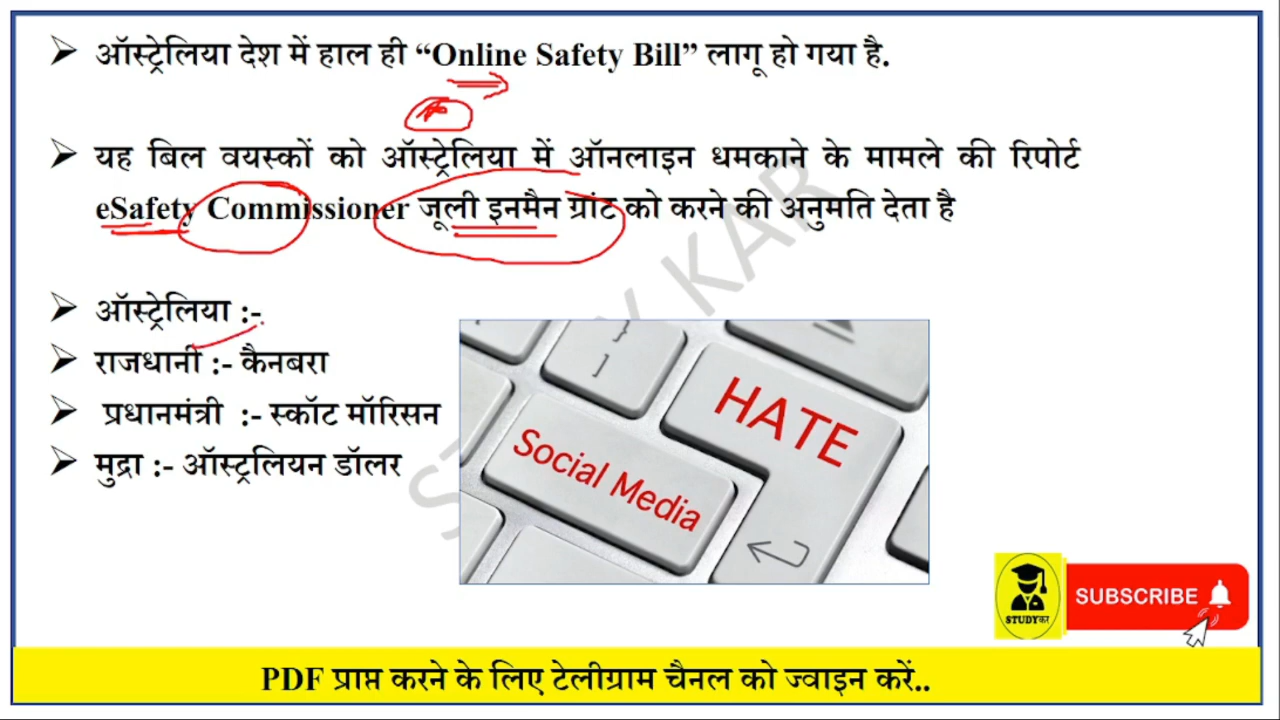 ऑस्ट्रेलिया देश में हाल ही “Online Safety Bill” लागू हो गया है.
यह बिल वयस्कों को ऑस्ट्रेलिया में ऑनलाइन धमकाने के मामले की रिपोर्ट
eSafety Commissioner जूली इनमैन ग्रांट को करने की अनुमति देता है
ऑस्ट्रेलिया :-
राजधानी :- कैनबरा
प्रधानमंत्री :- स्कॉट मॉरिसन
मुद्रा :- ऑस्ट्रलियन डॉलर
HATE
Social Media
SUBSCRIBE
STUDYकर
PDF प्राप्त करने के लिए टेलीग्राम चैनल को ज्वाइन करें..